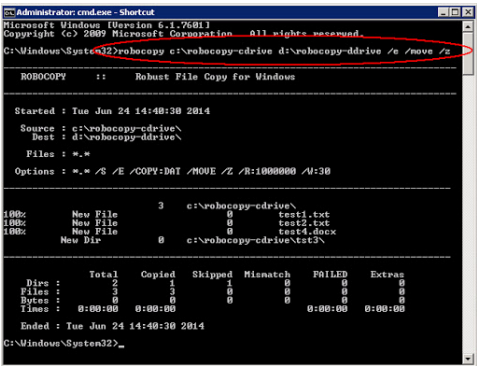 Administrator: cmd.exe - Shortcut
Microsoft Windows [Version 6.1.7601]
Copyright (c) 2009 Microsoft Corporation.  All rights reserved.
C:\Windows\System32>robocopy c:\robocopy-cdrive d:\robocopy-ddrive /e /move /z
ROBOCOPY     ::     Robust File Copy for Windows
Started : Tue Jun 24 14:40:30 2014
Source : c:\robocopy-cdrive\
Dest : d:\robocopy-ddrive\
Files : *.*
Options : *.* /S /E /COPY:DAT /MOVE /Z /R:1000000 /W:30
3    c:\robocopy-cdrive\
100%        New File                   0        test1.txt
100%        New File                   0        test2.txt
100%        New File                   0        test4.docx
New Dir          0    c:\robocopy-cdrive\tst3\
Total    Copied   Skipped  Mismatch    FAILED    Extras
Dirs :         2         1         1         0         0         0
Files :         3         3         0         0         0         0
Bytes :         0         0         0         0         0         0
Times :   0:00:00   0:00:00                       0:00:00   0:00:00
Ended : Tue Jun 24 14:40:30 2014
C:\Windows\System32>_